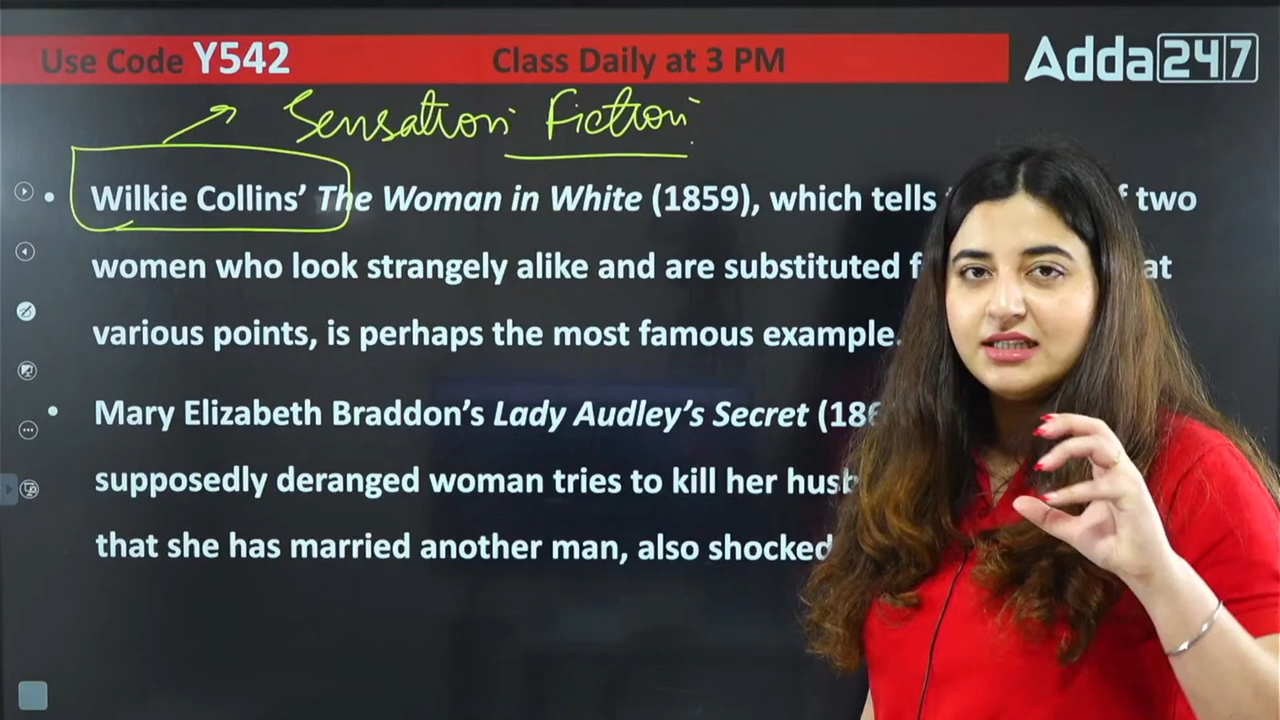 Use Code Y542 Class Daily at 3 PM Adda247
Sensation Fiction
• Wilkie Collins’ The Woman in White (1859), which tells of two
women who look strangely alike and are substituted at
various points, is perhaps the most famous example.
• Mary Elizabeth Braddon’s Lady Audley’s Secret
supposedly deranged woman tries to kill her
that she has married another man, also shocked